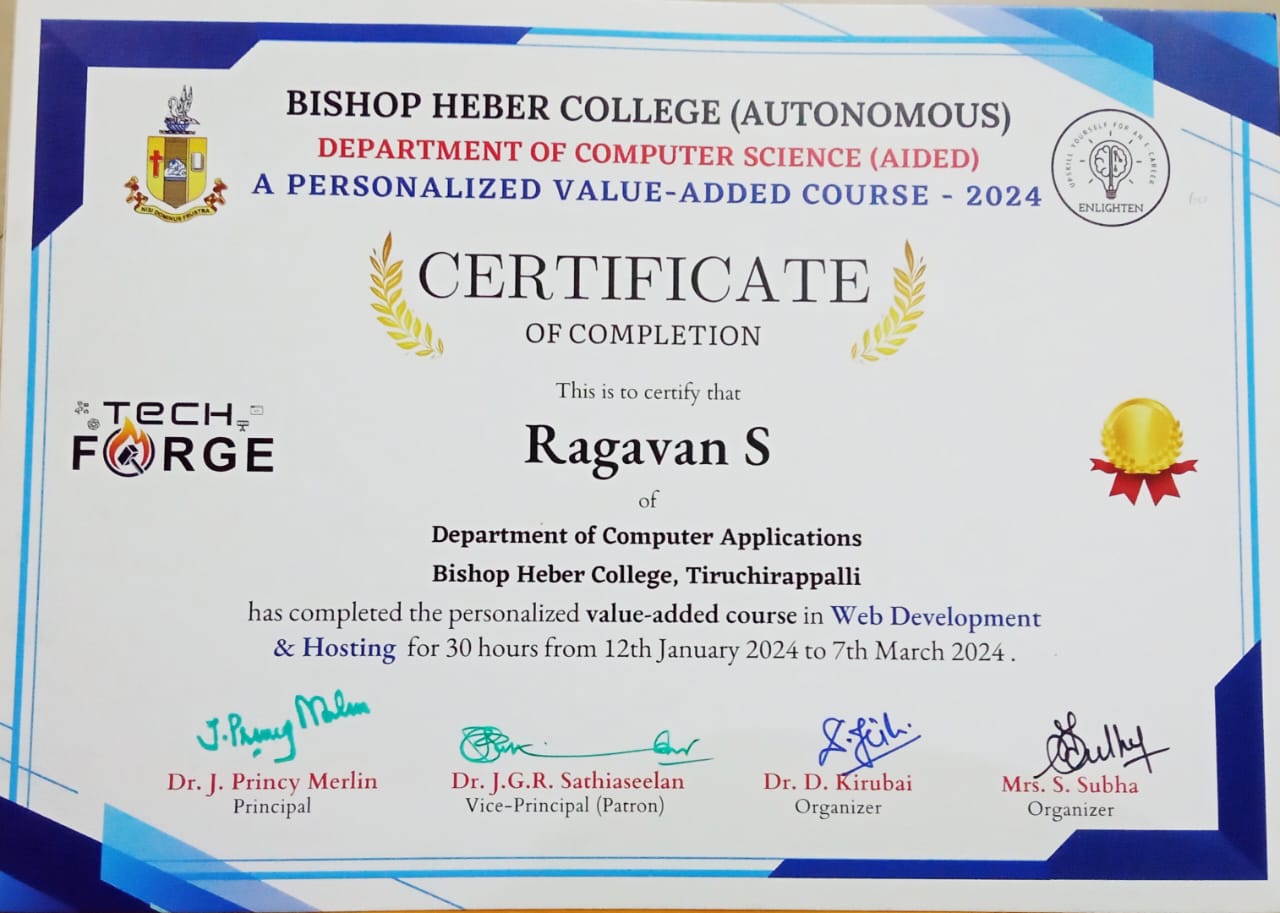 BISHOP HEBER COLLEGE (AUTONOMOUS)
DEPARTMENT OF COMPUTER SCIENCE (AIDED)
A PERSONALIZED VALUE-ADDED COURSE - 2024
NISI DOMINUS FRUSTRA
UPSKILL YOURSELF FOR AN E-CAREER
ENLIGHTEN
CERTIFICATE
OF COMPLETION
This is to certify that
TECH
FORGE
Ragavan S
of
Department of Computer Applications
Bishop Heber College, Tiruchirappalli
has completed the personalized value-added course in Web Development
& Hosting for 30 hours from 12th January 2024 to 7th March 2024 .
J. Princy Merlin
Dr. J. Princy Merlin
Principal
Dr. J.G.R. Sathiaseelan
Vice-Principal (Patron)
Dr. D. Kirubai
Organizer
Mrs. S. Subha
Organizer